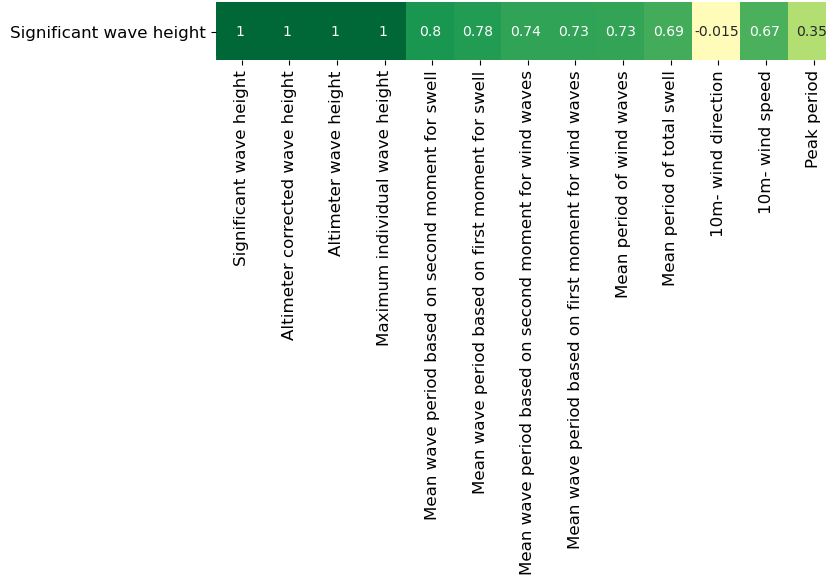 Significant wave height
1 1 1 1 0.8 0.78 0.74 0.73 0.73 0.69 -0.015 0.67 0.35
Significant wave height
Altimeter corrected wave height
Altimeter wave height
Maximum individual wave height
Mean wave period based on second moment for swell
Mean wave period based on first moment for swell
Mean wave period based on second moment for wind waves
Mean wave period based on first moment for wind waves
Mean period of wind waves
Mean period of total swell
10m- wind direction
10m- wind speed
Peak period